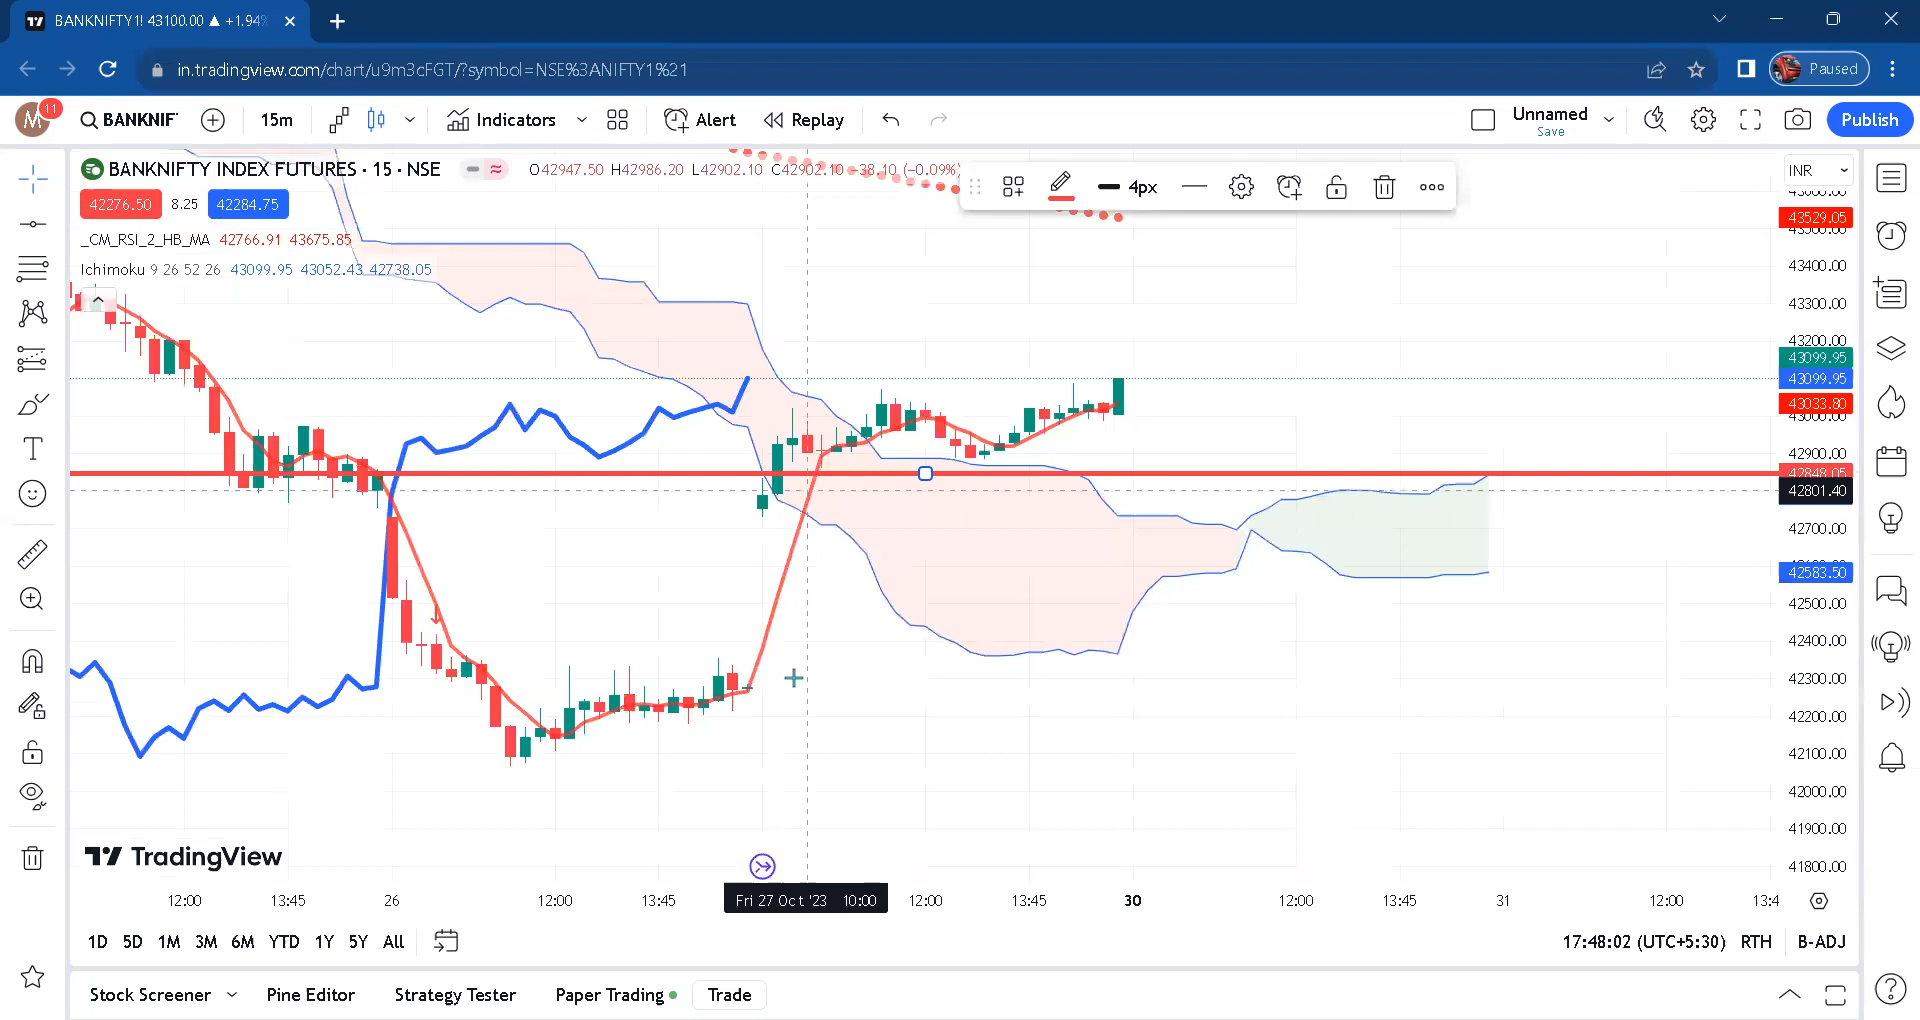 BANKNIFTY1! 43100.00 ▲ +1.94%
in.tradingview.com/chart/u9m3cFGT/?symbol=NSE%3ANIFTY1%21
Paused
M
11
BANKNIF
15m
Indicators
Alert
Replay
Unnamed
Save
Publish
BANKNIFTY INDEX FUTURES · 15 · NSE
O42947.50 H42986.20 L42902.10 C42902.10 −38.10 (−0.09%)
4px
INR
42276.50
8.25
42284.75
_CM_RSI_2_HB_MA 42766.91 43675.85
Ichimoku 9 26 52 26 43099.95 43052.43 42738.05
43529.05
43400.00
43300.00
43200.00
43099.95
43099.95
43033.80
43000.00
42900.00
42848.05
42801.40
42700.00
42583.50
42500.00
42400.00
42300.00
42200.00
42100.00
42000.00
41900.00
41800.00
TradingView
12:00
13:45
26
12:00
13:45
Fri 27 Oct '23 10:00
12:00
13:45
30
12:00
13:45
31
12:00
13:4
1D 5D 1M 3M 6M YTD 1Y 5Y All
17:48:02 (UTC+5:30) RTH B-ADJ
Stock Screener
Pine Editor
Strategy Tester
Paper Trading
Trade